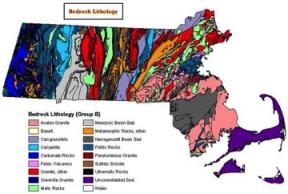 Bedrock Lithology
Bedrock Lithology (Group B)
Avalon Granite
Basalt
Calcgranofels
Calcpelite
Carbonate Rocks
Felsic Volcanics
Granite, other
Grenville Granite
Mafic Rocks
Mesozoic Basin Sed.
Metamorphic Rocks, other
Narragansett Basin Sed.
Pelitic Rocks
Peraluminous Granite
Sulfidic Schists
Ultramafic Rocks
Unconsolidated Sed.
Water